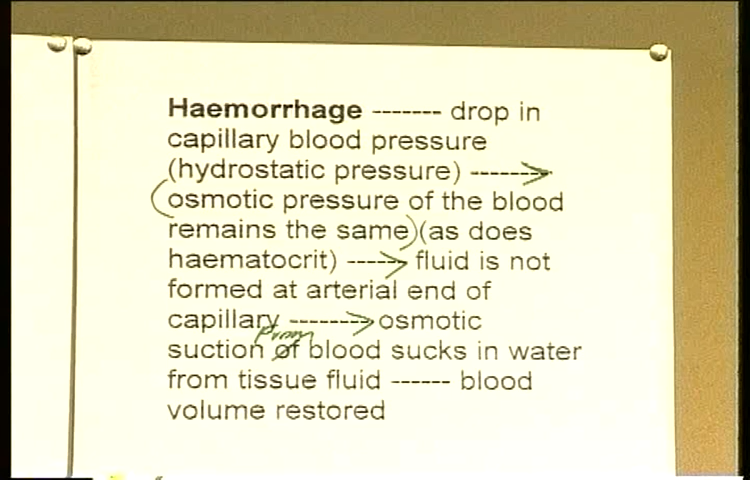 Haemorrhage ------- drop in
capillary blood pressure
(hydrostatic pressure) ------->
(osmotic pressure of the blood
remains the same) (as does
haematocrit) -----> fluid is not
formed at arterial end of
capillary -------> osmotic
from
suction of blood sucks in water
from tissue fluid ------ blood
volume restored